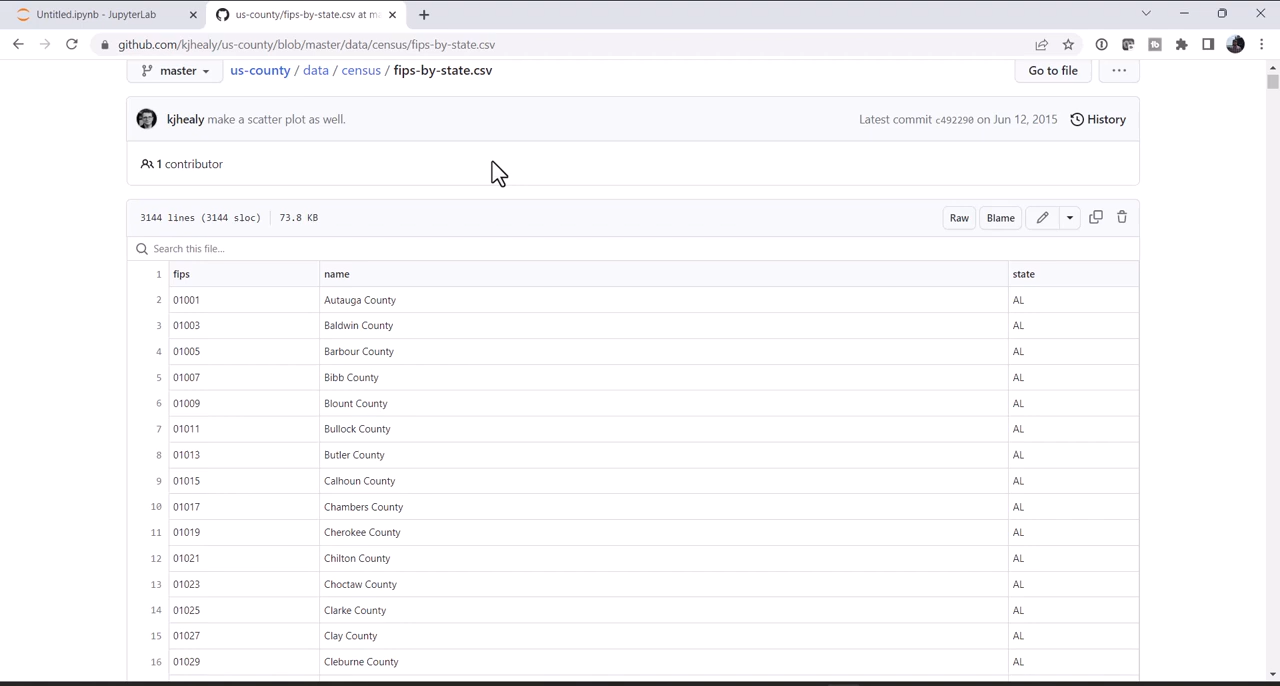 Untitled.ipynb - JupyterLab
us-county/fips-by-state.csv at ma
github.com/kjhealy/us-county/blob/master/data/census/fips-by-state.csv
master
us-county / data / census / fips-by-state.csv
Go to file
kjhealy make a scatter plot as well.
Latest commit c492290 on Jun 12, 2015
History
1 contributor
3144 lines (3144 sloc)
73.8 KB
Raw
Blame
Search this file...
1 fips name state
2 01001 Autauga County AL
3 01003 Baldwin County AL
4 01005 Barbour County AL
5 01007 Bibb County AL
6 01009 Blount County AL
7 01011 Bullock County AL
8 01013 Butler County AL
9 01015 Calhoun County AL
10 01017 Chambers County AL
11 01019 Cherokee County AL
12 01021 Chilton County AL
13 01023 Choctaw County AL
14 01025 Clarke County AL
15 01027 Clay County AL
16 01029 Cleburne County AL